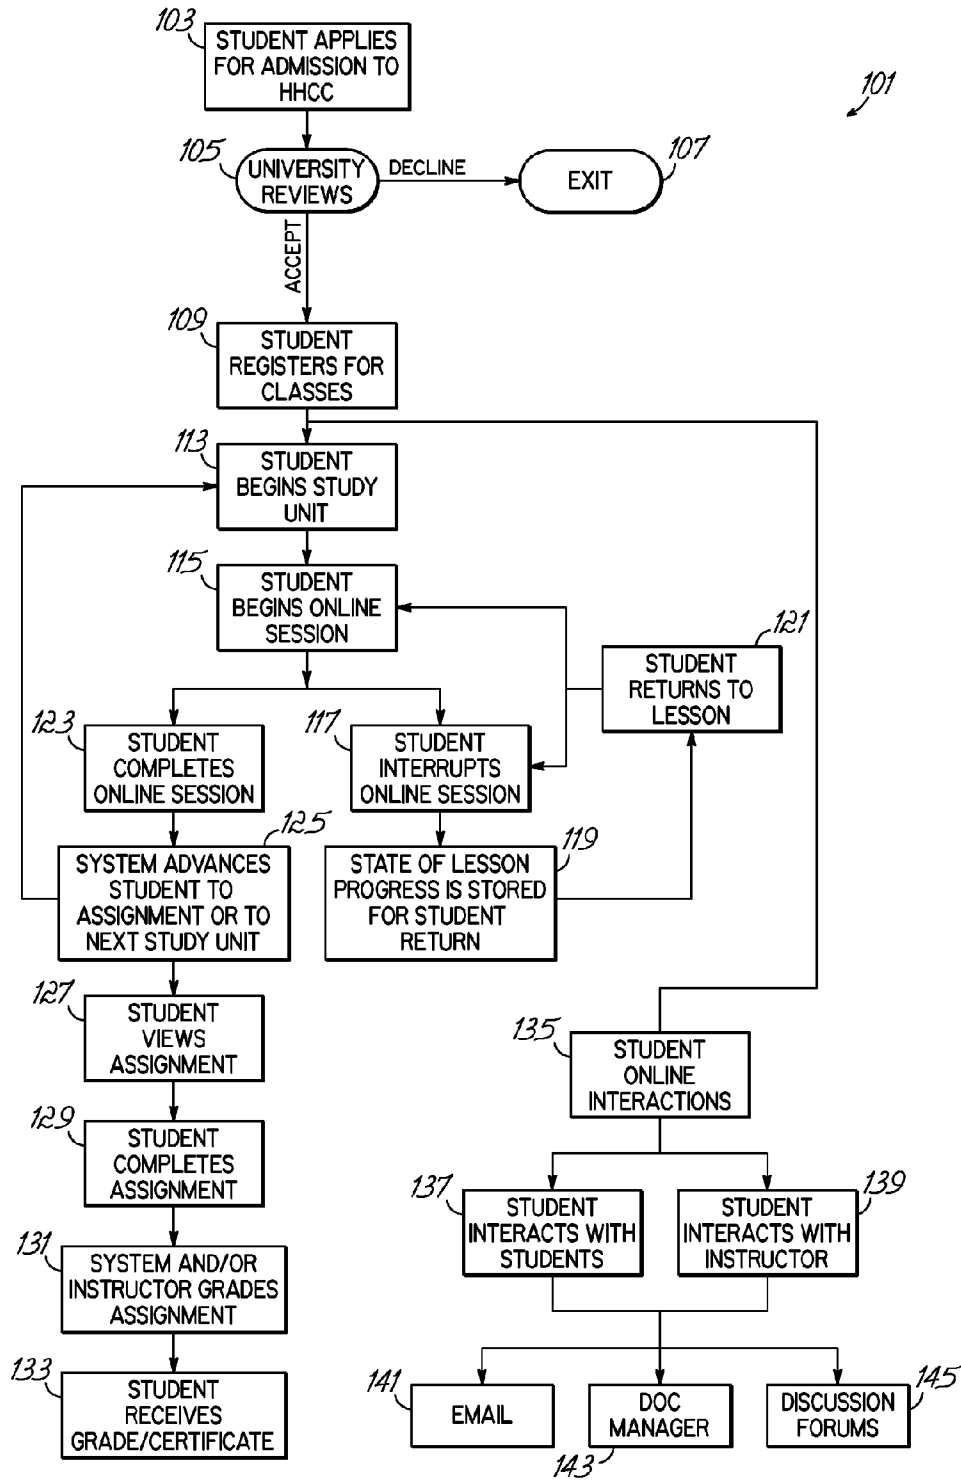 103
STUDENT APPLIES
FOR ADMISSION TO
HHCC
101
105
UNIVERSITY
REVIEWS
DECLINE
107
EXIT
ACCEPT
109
STUDENT
REGISTERS FOR
CLASSES
113
STUDENT
BEGINS STUDY
UNIT
115
STUDENT
BEGINS ONLINE
SESSION
121
STUDENT
RETURNS TO
LESSON
123
STUDENT
COMPLETES
ONLINE SESSION
117
STUDENT
INTERRUPTS
ONLINE SESSION
125
SYSTEM ADVANCES
STUDENT TO
ASSIGNMENT OR TO
NEXT STUDY UNIT
119
STATE OF LESSON
PROGRESS IS STORED
FOR STUDENT
RETURN
127
STUDENT
VIEWS
ASSIGNMENT
135
STUDENT
ONLINE
INTERACTIONS
129
STUDENT
COMPLETES
ASSIGNMENT
137
STUDENT
INTERACTS WITH
STUDENTS
139
STUDENT
INTERACTS WITH
INSTRUCTOR
131
SYSTEM AND/OR
INSTRUCTOR GRADES
ASSIGNMENT
133
STUDENT
RECEIVES
GRADE/CERTIFICATE
141
EMAIL
DOC
MANAGER
143
DISCUSSION
FORUMS
145